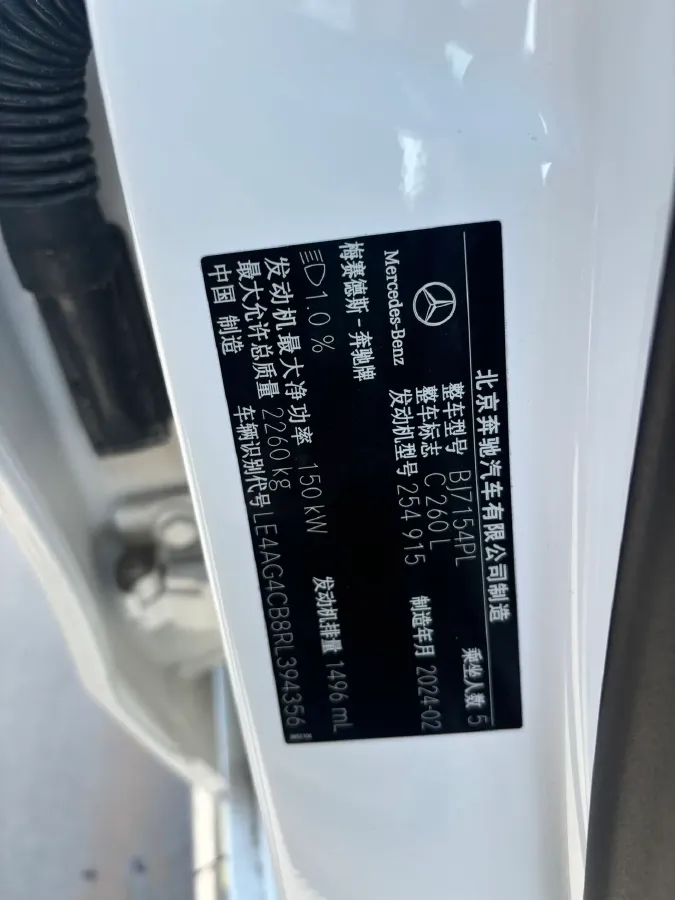 北京奔驰汽车有限公司制造
整车型号 BJ7154PL 乘坐人数 5
整车标志 C 260 L
Mercedes-Benz 发动机型号 254 915 制造年月 2024-02
梅赛德斯-奔驰牌
1.0 % 发动机排量 1496 mL
发动机最大净功率 150 kW
最大允许总质量 2260 kg
中国 制造 车辆识别代号 LE4AG4CB8RL394356